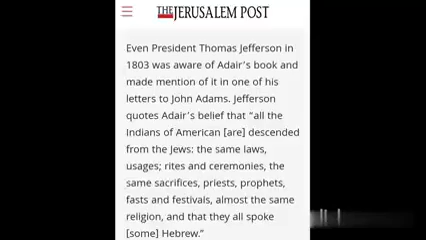 THE JERUSALEM POST
Even President Thomas Jefferson in
1803 was aware of Adair's book and
made mention of it in one of his
letters to John Adams. Jefferson
quotes Adair's belief that "all the
Indians of American [are] descended
from the Jews: the same laws,
usages; rites and ceremonies, the
same sacrifices, priests, prophets,
fasts and festivals, almost the same
religion, and that they all spoke
[some] Hebrew."